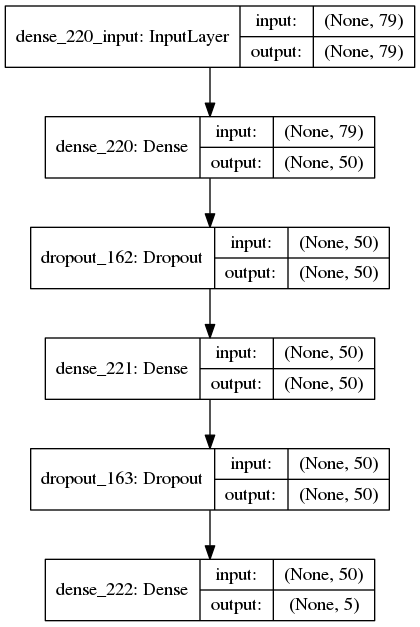 dense_220_input: InputLayer
input: (None, 79)
output: (None, 79)
dense_220: Dense
input: (None, 79)
output: (None, 50)
dropout_162: Dropout
input: (None, 50)
output: (None, 50)
dense_221: Dense
input: (None, 50)
output: (None, 50)
dropout_163: Dropout
input: (None, 50)
output: (None, 50)
dense_222: Dense
input: (None, 50)
output: (None, 5)